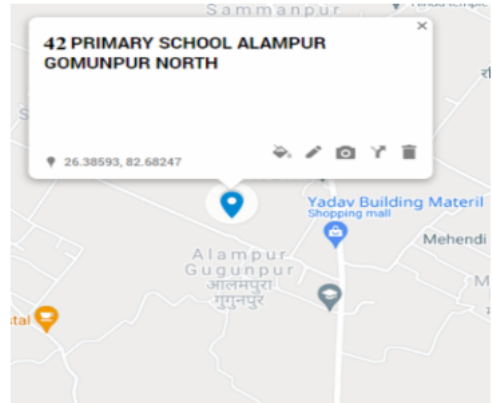 Sammanpur
42 PRIMARY SCHOOL ALAMPUR
GOMUNPUR NORTH
26.38593, 82.68247
Yadav Building Materil
Shopping mall
Mehendi
Alampur
Gugunpur
आलमपुरा
गुगुनपुर
tal